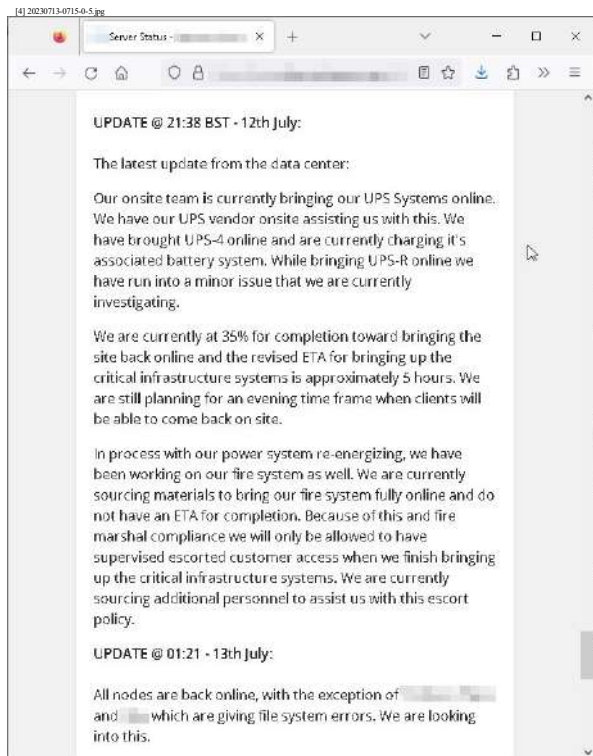 [4] 20230713-0715-0-5.jpg
Server Status -
UPDATE @ 21:38 BST - 12th July:
The latest update from the data center:
Our onsite team is currently bringing our UPS Systems online.
We have our UPS vendor onsite assisting us with this. We
have brought UPS-4 online and are currently charging it's
associated battery system. While bringing UPS-R online we
have run into a minor issue that we are currently
investigating.
We are currently at 35% for completion toward bringing the
site back online and the revised ETA for bringing up the
critical infrastructure systems is approximately 5 hours. We
are still planning for an evening time frame when clients will
be able to come back on site.
In process with our power system re-energizing, we have
been working on our fire system as well. We are currently
sourcing materials to bring our fire system fully online and do
not have an ETA for completion. Because of this and fire
marshal compliance we will only be allowed to have
supervised escorted customer access when we finish bringing
up the critical infrastructure systems. We are currently
sourcing additional personnel to assist us with this escort
policy.
UPDATE @ 01:21 - 13th July:
All nodes are back online, with the exception of
and which are giving file system errors. We are looking
into this.